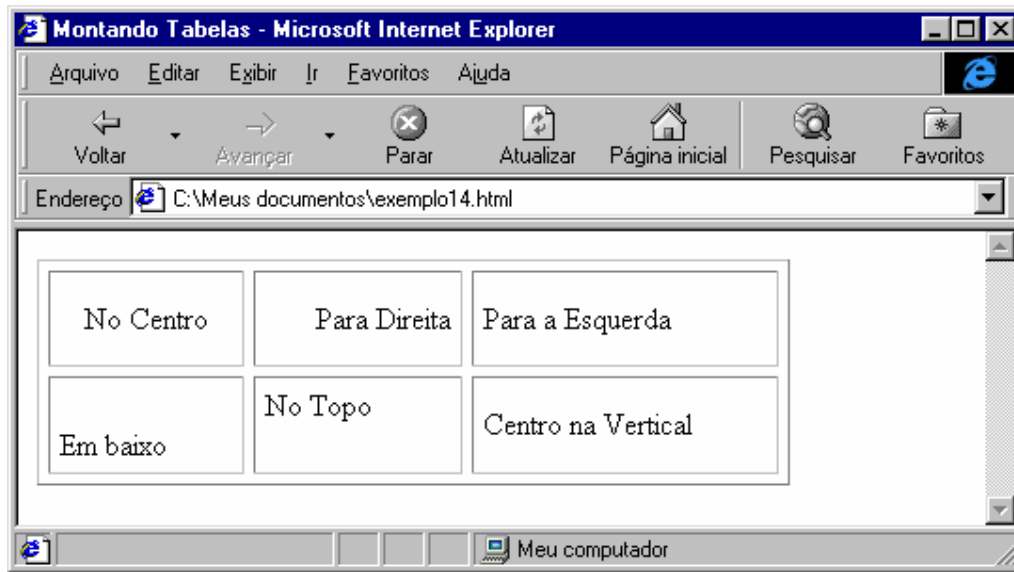 Montando Tabelas - Microsoft Internet Explorer
Arquivo Editar Exibir Ir Favoritos Ajuda
Voltar Avançar Parar Atualizar Página inicial Pesquisar Favoritos
Endereço C:\Meus documentos\exemplo14.html
No Centro Para Direita Para a Esquerda
Em baixo No Topo Centro na Vertical
Meu computador